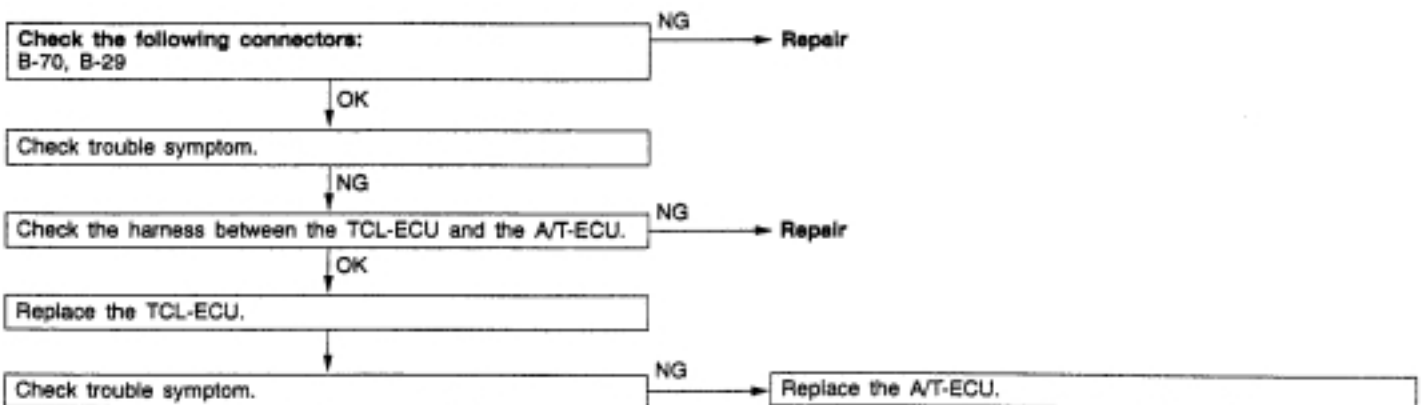 NG
Check the following connectors:
B-70, B-29
Repair
OK
Check trouble symptom.
NG
Check the harness between the TCL-ECU and the A/T-ECU.
NG
Repair
OK
Replace the TCL-ECU.
Check trouble symptom.
NG
Replace the A/T-ECU.